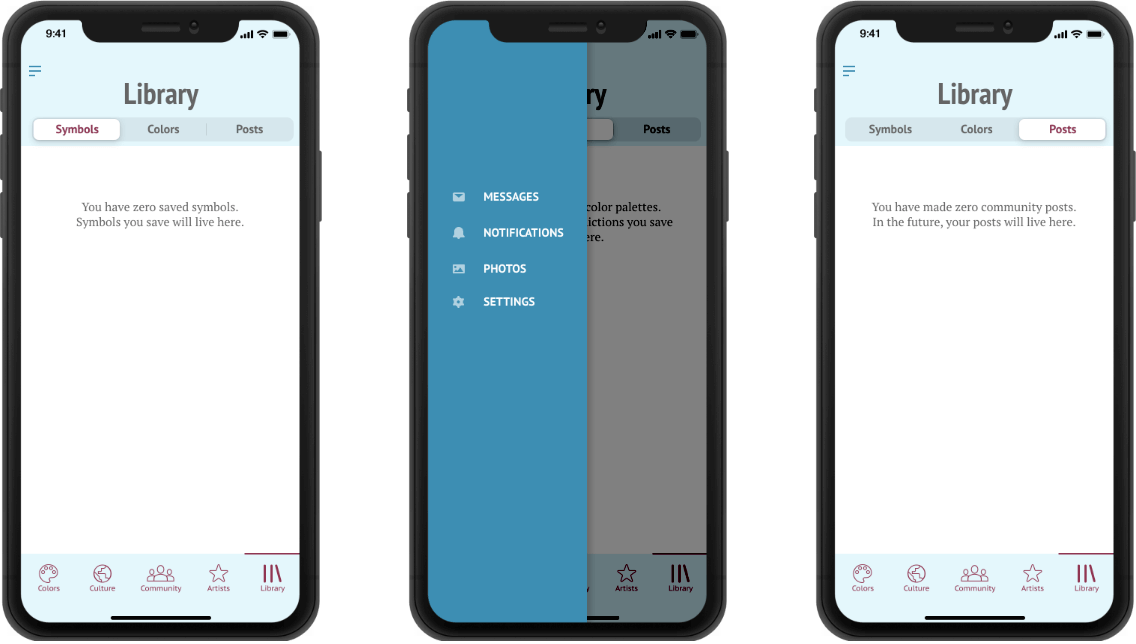 9:41
Library
Symbols Colors Posts
You have zero saved symbols.
Symbols you save will live here.
Colors Culture Community Artists Library
MESSAGES
NOTIFICATIONS
PHOTOS
SETTINGS
ry
Posts
color palettes.
ictions you save
ere.
y Artists Library
9:41
Library
Symbols Colors Posts
You have made zero community posts.
In the future, your posts will live here.
Colors Culture Community Artists Library